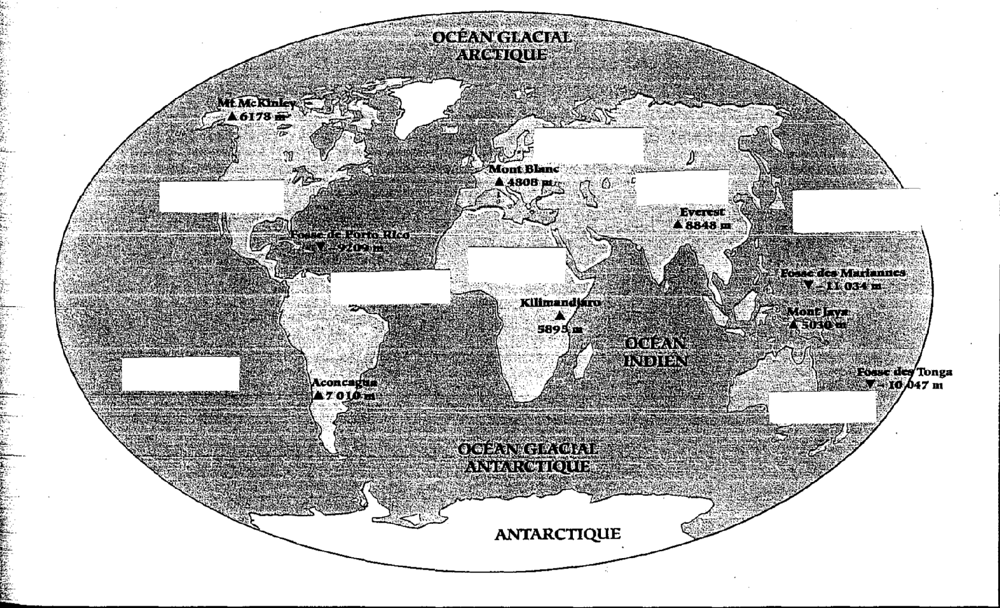 OCÉAN GLACIAL
ARCTIQUE
Mt McKinley
▲ 6178 m
Mont Blanc
▲ 4808 m
Everest
▲ 8848 m
Fosse de Porto Rico
▼ -9209 m
Fosse des Mariannes
▼ -11 034 m
Kilimandjaro
▲
5895 m
Mont Jaya
▲ 5030 m
OCÉAN
INDIEN
Fosse des Tonga
▼ - 10 047 m
Aconcagua
▲ 7 010 m
OCÉAN GLACIAL
ANTARCTIQUE
ANTARCTIQUE